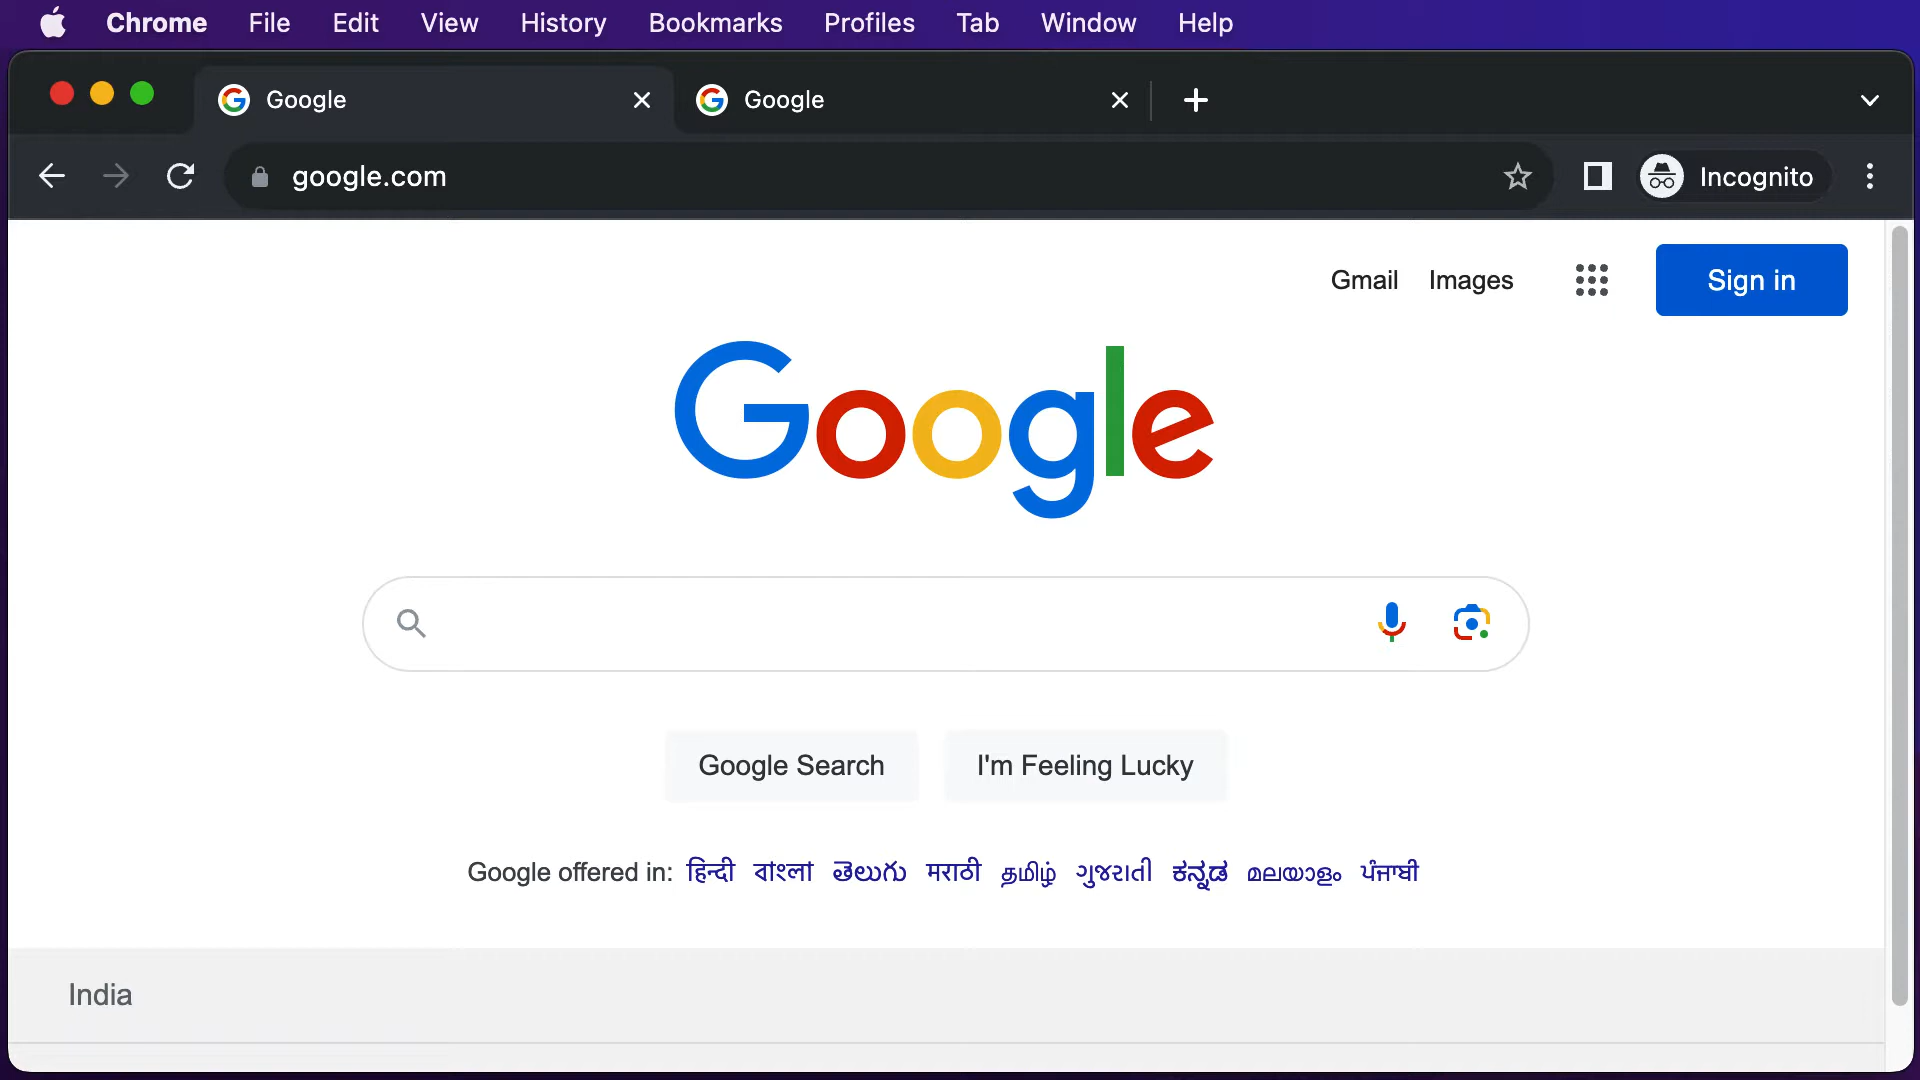 Chrome File Edit View History Bookmarks Profiles Tab Window Help
Google Google
google.com Incognito
Gmail Images Sign in
Google
Google Search I'm Feeling Lucky
Google offered in: हिन्दी বাংলা తెలుగు मराठी தமிழ் ગુજરાતી ಕನ್ನಡ മലയാളം ਪੰਜਾਬੀ
India